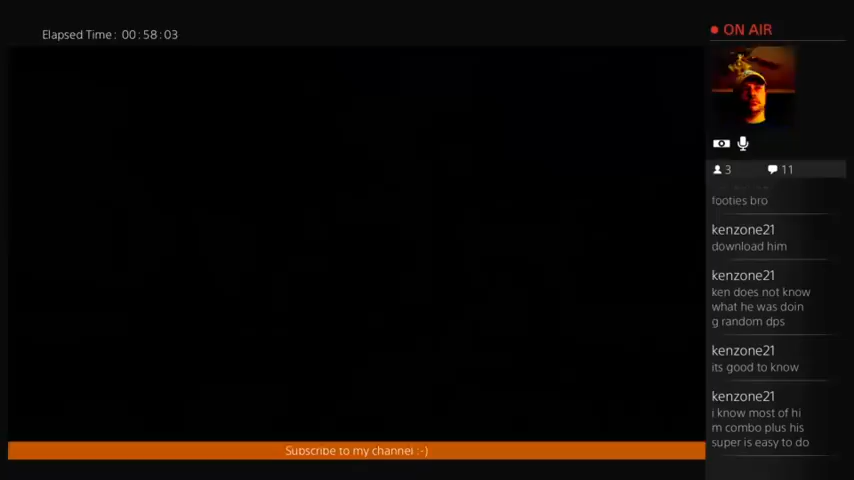 Elapsed Time: 00:58:03
ON AIR
3 11
footies bro
kenzone21
download him
kenzone21
ken does not know
what he was doin
g random dps
kenzone21
its good to know
kenzone21
i know most of hi
m combo plus his
super is easy to do
Subscribe to my channel :-)